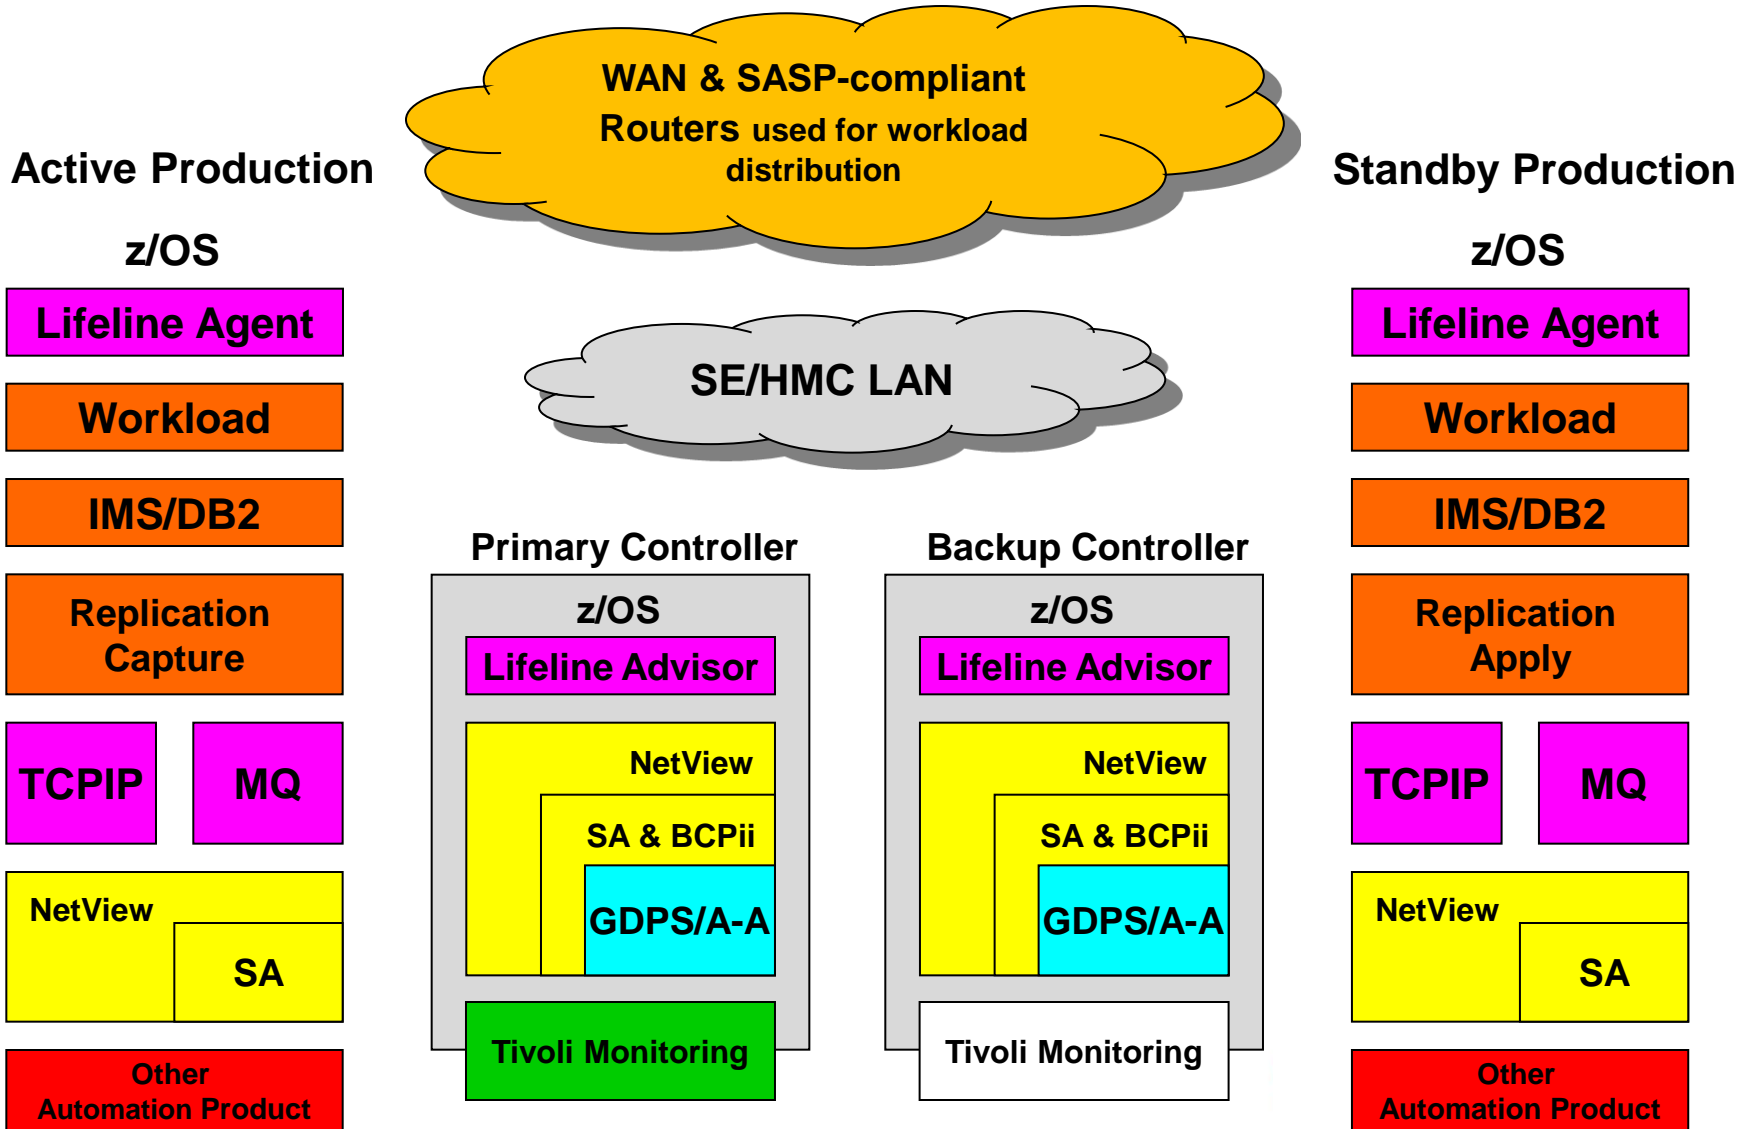 WAN & SASP-compliant
Routers used for workload
distribution
Active Production
z/OS
Lifeline Agent
Workload
IMS/DB2
Replication
Capture
TCPIP
MQ
NetView
SA
Other
Automation Product
SE/HMC LAN
Primary Controller
z/OS
Lifeline Advisor
NetView
SA & BCPii
GDPS/A-A
Tivoli Monitoring
Backup Controller
z/OS
Lifeline Advisor
NetView
SA & BCPii
GDPS/A-A
Tivoli Monitoring
Standby Production
z/OS
Lifeline Agent
Workload
IMS/DB2
Replication
Apply
TCPIP
MQ
NetView
SA
Other
Automation Product